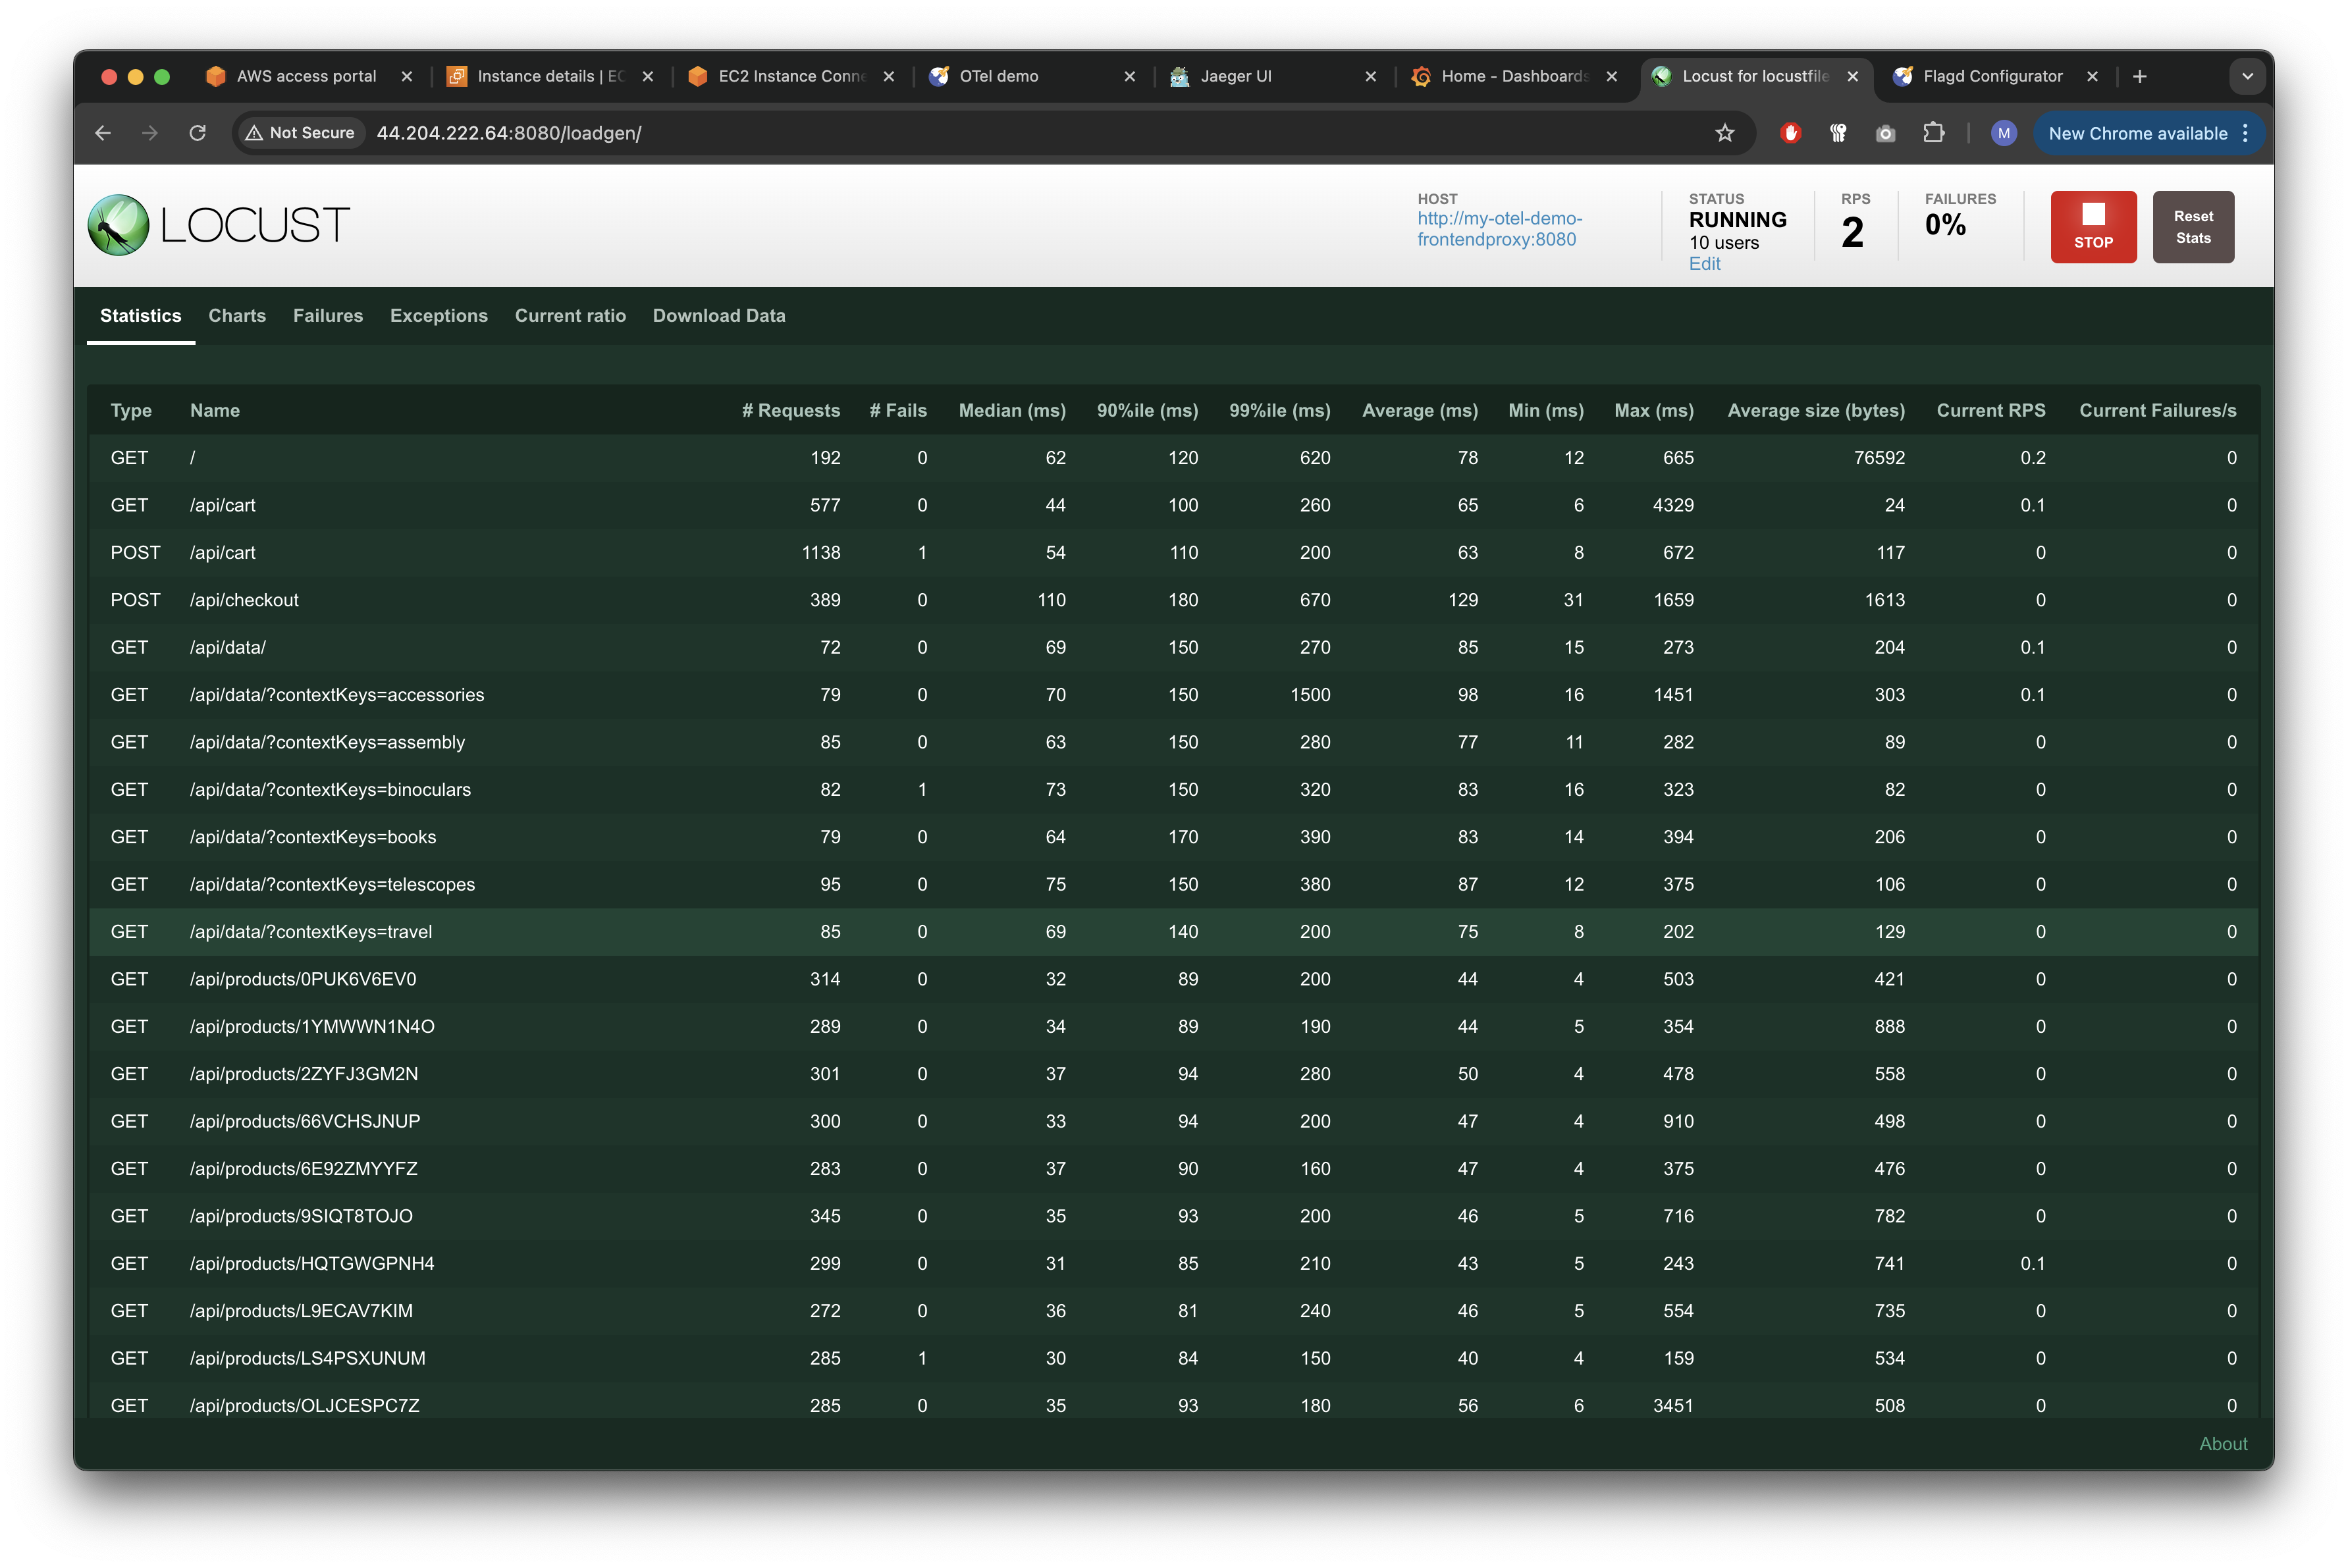 AWS access portal
Instance details | EC
EC2 Instance Conne
OTel demo
Jaeger UI
Home - Dashboards
Locust for locustfile
Flagd Configurator
Not Secure
44.204.222.64:8080/loadgen/
M
New Chrome available
LOCUST
HOST
http://my-otel-demo-
frontendproxy:8080
STATUS
RUNNING
10 users
Edit
RPS
2
FAILURES
0%
STOP
Reset
Stats
Statistics Charts Failures Exceptions Current ratio Download Data
Type Name # Requests # Fails Median (ms) 90%ile (ms) 99%ile (ms) Average (ms) Min (ms) Max (ms) Average size (bytes) Current RPS Current Failures/s
GET / 192 0 62 120 620 78 12 665 76592 0.2 0
GET /api/cart 577 0 44 100 260 65 6 4329 24 0.1 0
POST /api/cart 1138 1 54 110 200 63 8 672 117 0 0
POST /api/checkout 389 0 110 180 670 129 31 1659 1613 0 0
GET /api/data/ 72 0 69 150 270 85 15 273 204 0.1 0
GET /api/data/?contextKeys=accessories 79 0 70 150 1500 98 16 1451 303 0.1 0
GET /api/data/?contextKeys=assembly 85 0 63 150 280 77 11 282 89 0 0
GET /api/data/?contextKeys=binoculars 82 1 73 150 320 83 16 323 82 0 0
GET /api/data/?contextKeys=books 79 0 64 170 390 83 14 394 206 0 0
GET /api/data/?contextKeys=telescopes 95 0 75 150 380 87 12 375 106 0 0
GET /api/data/?contextKeys=travel 85 0 69 140 200 75 8 202 129 0 0
GET /api/products/0PUK6V6EV0 314 0 32 89 200 44 4 503 421 0 0
GET /api/products/1YMWWN1N4O 289 0 34 89 190 44 5 354 888 0 0
GET /api/products/2ZYFJ3GM2N 301 0 37 94 280 50 4 478 558 0 0
GET /api/products/66VCHSJNUP 300 0 33 94 200 47 4 910 498 0 0
GET /api/products/6E92ZMYYFZ 283 0 37 90 160 47 4 375 476 0 0
GET /api/products/9SIQT8TOJO 345 0 35 93 200 46 5 716 782 0 0
GET /api/products/HQTGWGPNH4 299 0 31 85 210 43 5 243 741 0.1 0
GET /api/products/L9ECAV7KIM 272 0 36 81 240 46 5 554 735 0 0
GET /api/products/LS4PSXUNUM 285 1 30 84 150 40 4 159 534 0 0
GET /api/products/OLJCESPC7Z 285 0 35 93 180 56 6 3451 508 0 0
About